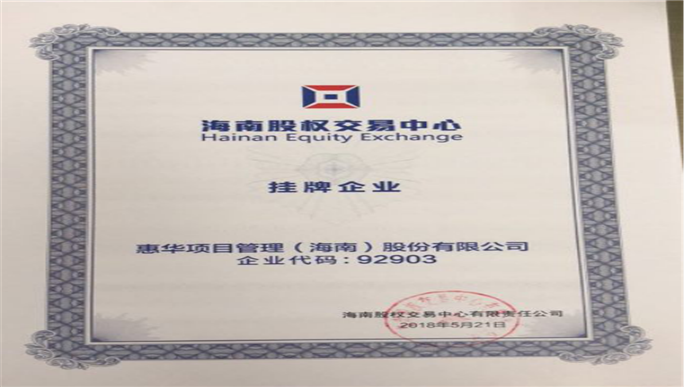 海南股权交易中心
Hainan Equity Exchange
挂牌企业
惠华项目管理（海南）股份有限公司
企业代码：92903
海南股权交易中心有限责任公司
2018年5月21日